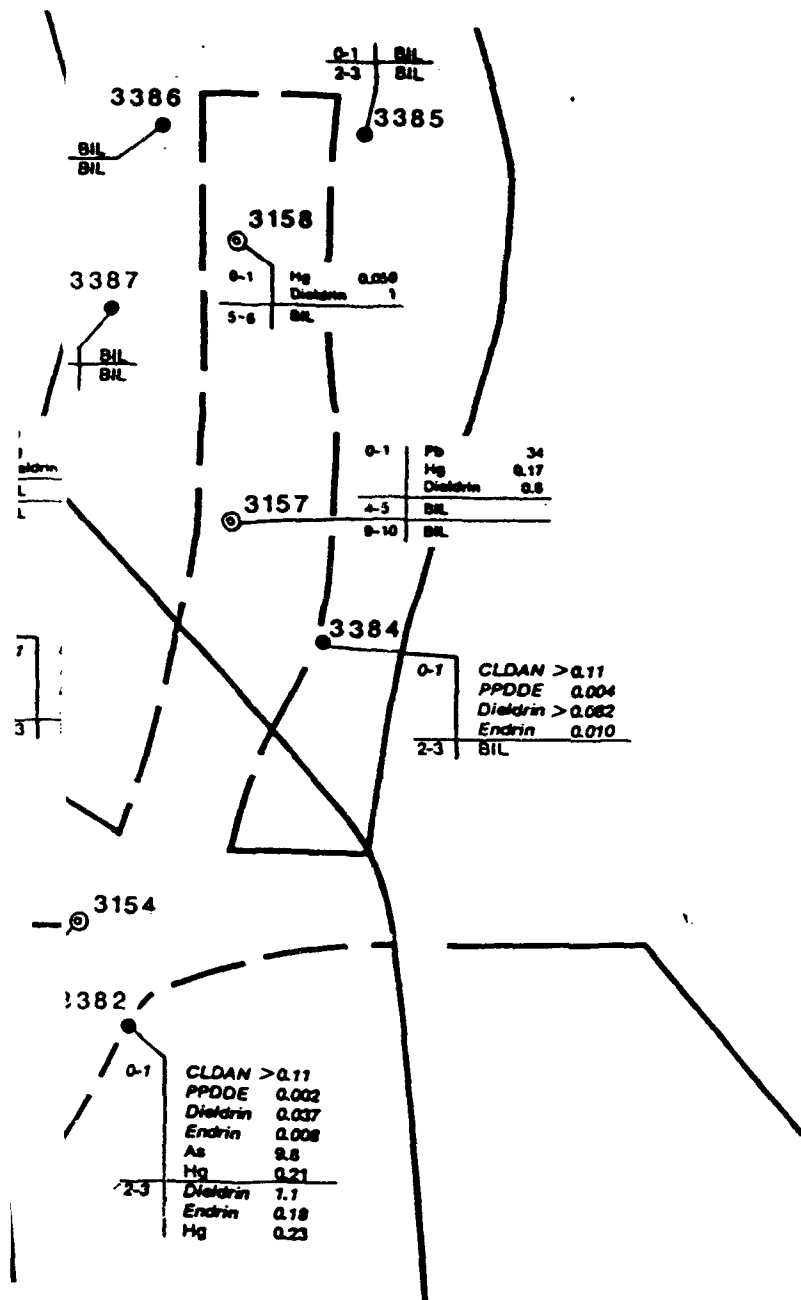 0-1 BIL
2-3 BIL
3386
3385
BIL
BIL
3158
0-1 Hg 0.058
Dieldrin 1
5-6 BIL
3387
BIL
BIL
0-1 Pb 34
Hg 0.17
Dieldrin 0.6
4-5 BIL
9-10 BIL
3157
3384
0-1 CLDAN >0.11
PPDDE 0.004
Dieldrin >0.062
Endrin 0.010
2-3 BIL
3154
3382
0-1 CLDAN >0.11
PPDDE 0.002
Dieldrin 0.037
Endrin 0.008
As 9.8
Hg 0.21
2-3 Dieldrin 1.1
Endrin 0.18
Hg 0.23